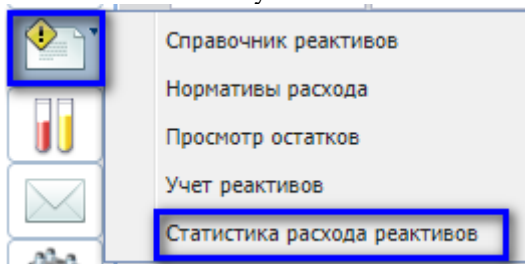 Справочник реактивов
Нормативы расхода
Просмотр остатков
Учет реактивов
Статистика расхода реактивов